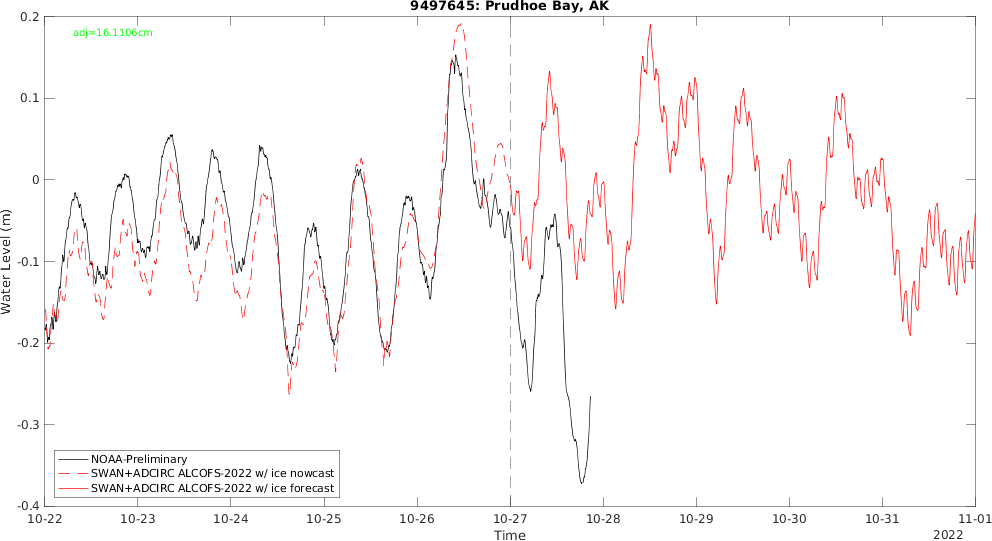 9497645: Prudhoe Bay, AK
adj=16.1106cm
0.2
0.1
0
-0.1
-0.2
-0.3
-0.4
Water Level (m)
NOAA-Preliminary
SWAN+ADCIRC ALCOFS-2022 w/ ice nowcast
SWAN+ADCIRC ALCOFS-2022 w/ ice forecast
10-22 10-23 10-24 10-25 10-26 10-27 10-28 10-29 10-30 10-31 11-01
Time
2022